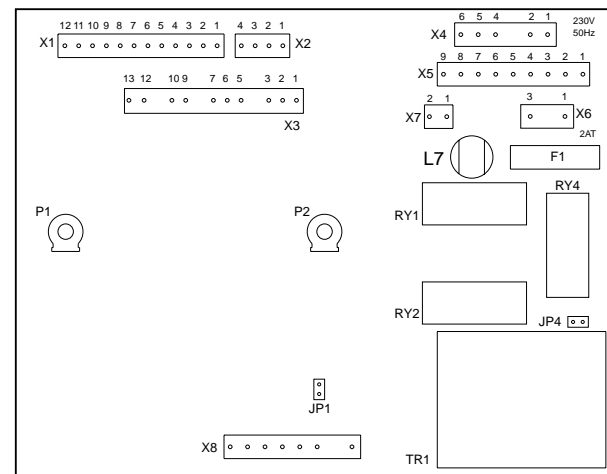 12 11 10 9 8 7 6 5 4 3 2 1
X1
4 3 2 1
X2
6 5 4 2 1
X4
230V
50Hz
9 8 7 6 5 4 3 2 1
X5
13 12 10 9 7 6 5 3 2 1
X3
2 1
X7
3 1
X6
2AT
L7
F1
RY4
RY1
P1
P2
RY2
JP4
JP1
X8
TR1